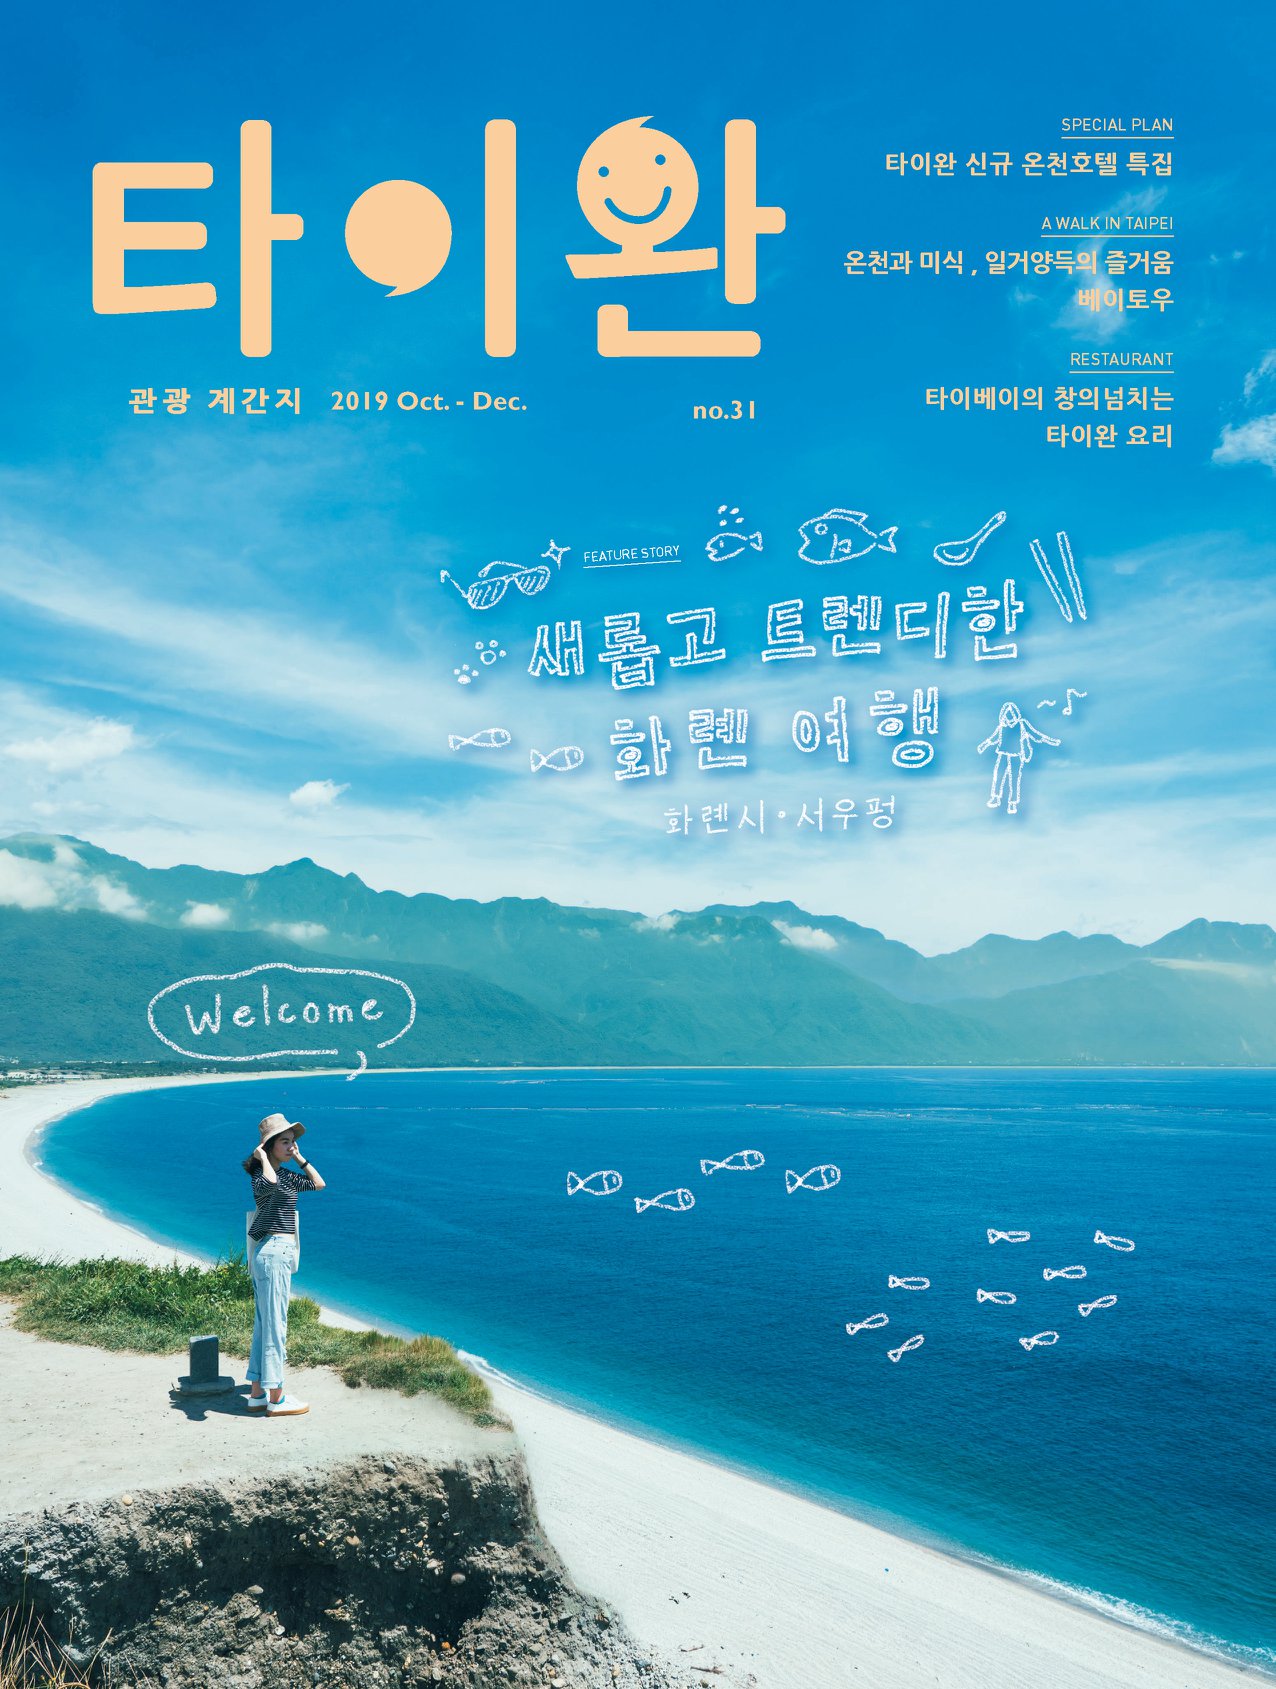 타이완
관광 계간지 2019 Oct. - Dec. no.31
SPECIAL PLAN
타이완 신규 온천호텔 특집
A WALK IN TAIPEI
온천과 미식 , 일거양득의 즐거움
베이토우
RESTAURANT
타이베이의 창의넘치는
타이완 요리
FEATURE STORY
새롭고 트렌디한
화롄 여행
화롄시·서우펑
Welcome